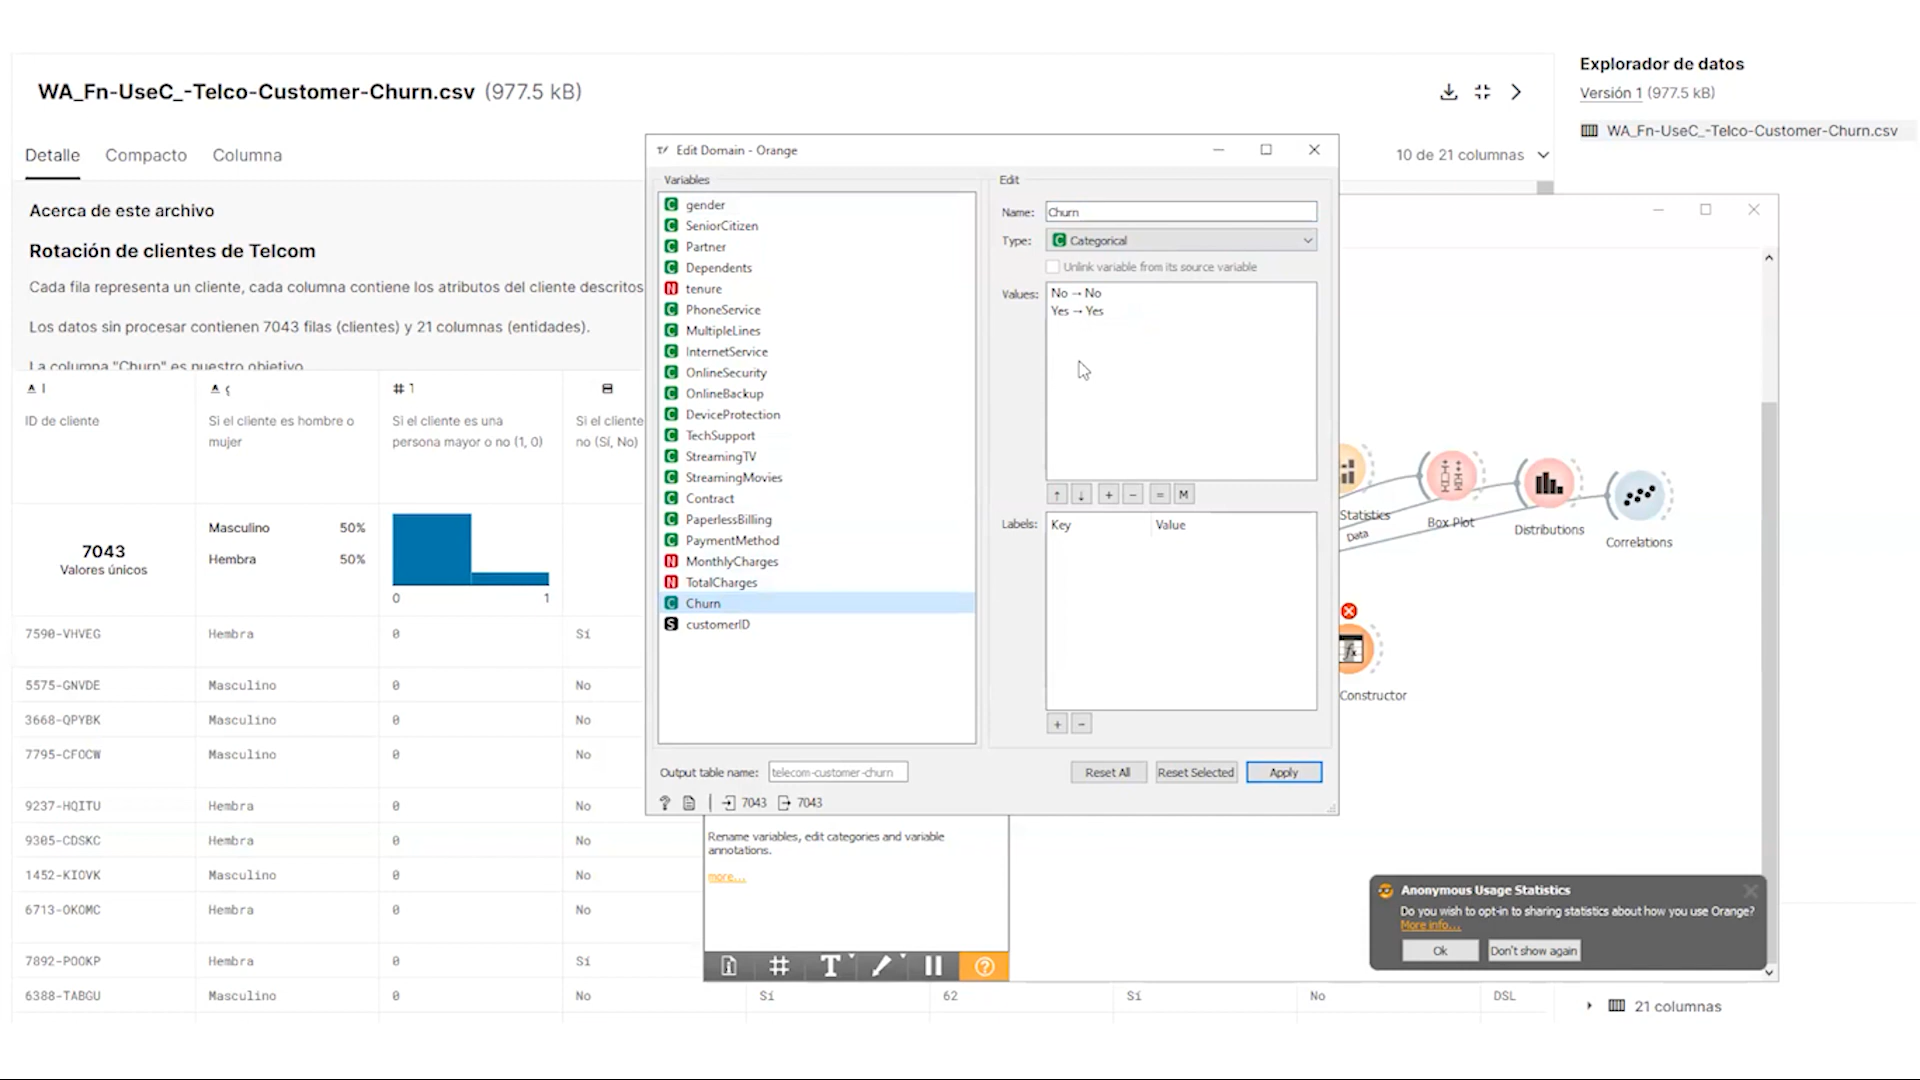 WA_Fn-UseC_-Telco-Customer-Churn.csv (977.5 kB)
Detalle Compacto Columna
10 de 21 columnas
Explorador de datos
Versión 1 (977.5 kB)
WA_Fn-UseC_-Telco-Customer-Churn.csv
Acerca de este archivo
Rotación de clientes de Telcom
Cada fila representa un cliente, cada columna contiene los atributos del cliente descritos
Los datos sin procesar contienen 7043 filas (clientes) y 21 columnas (entidades).
La columna "Churn" es nuestro objetivo
ID de cliente
Si el cliente es hombre o
mujer
Si el cliente es una
persona mayor o no (1, 0)
Si el cliente
no (Sí, No)
7043
Valores únicos
Masculino 50%
Hembra 50%
0 1
7590-VHVEG Hembra 0 Sí
5575-GNVDE Masculino 0 No
3668-QPYBK Masculino 0 No
7795-CFOCW Masculino 0 No
9237-HQITU Hembra 0 No
9305-CDSKC Hembra 0 No
1452-KIOVK Masculino 0 No
6713-OKOMC Hembra 0 No
7892-POOKP Hembra 0 Sí
6388-TABGU Masculino 0 No Sí 62 Sí No DSL
Edit Domain - Orange
Variables
gender
SeniorCitizen
Partner
Dependents
tenure
PhoneService
MultipleLines
InternetService
OnlineSecurity
OnlineBackup
DeviceProtection
TechSupport
StreamingTV
StreamingMovies
Contract
PaperlessBilling
PaymentMethod
MonthlyCharges
TotalCharges
Churn
customerID
Edit
Name: Churn
Type: C Categorical
Unlink variable from its source variable
Values: No → No
Yes → Yes
↑ ↓ + − = M
Labels: Key Value
+ −
Output table name: telecom-customer-churn
Reset All Reset Selected Apply
7043 7043
Rename variables, edit categories and variable
annotations.
more...
Statistics
Box Plot
Distributions
Correlations
Data
Constructor
Anonymous Usage Statistics
Do you wish to opt-in to sharing statistics about how you use Orange?
More info...
Ok Don't show again
21 columnas